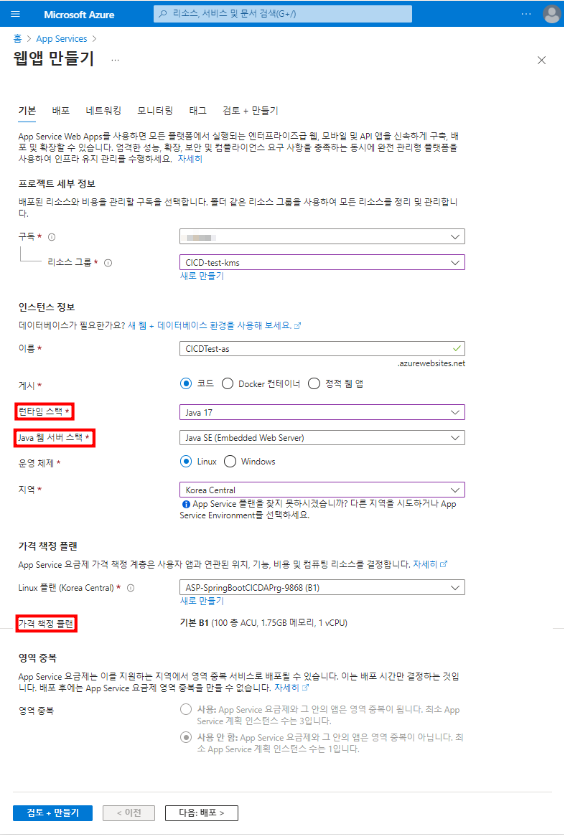 Microsoft Azure
리소스, 서비스 및 문서 검색(G+/)
홈 > App Services >
웹앱 만들기
기본 배포 네트워킹 모니터링 태그 검토 + 만들기
App Service Web Apps를 사용하면 모든 플랫폼에서 실행되는 엔터프라이즈급 웹, 모바일 및 API 앱을 신속하게 구축, 배
포 및 확장할 수 있습니다. 엄격한 성능, 확장, 보안 및 컴플라이언스 요구 사항을 충족하는 동시에 완전 관리형 플랫폼을
사용하여 인프라 유지 관리를 수행하세요. 자세히
프로젝트 세부 정보
배포된 리소스와 비용을 관리할 구독을 선택합니다. 폴더 같은 리소스 그룹을 사용하여 모든 리소스를 정리 및 관리합니
다.
구독 *
리소스 그룹 * CICD-test-kms
새로 만들기
인스턴스 정보
데이터베이스가 필요한가요? 새 웹 + 데이터베이스 환경을 사용해 보세요.
이름 * CICDTest-as
.azurewebsites.net
게시 * 코드 Docker 컨테이너 정적 웹 앱
런타임 스택 * Java 17
Java 웹 서버 스택 * Java SE (Embedded Web Server)
운영 체제 * Linux Windows
지역 * Korea Central
App Service 플랜을 찾지 못하시겠습니까? 다른 지역을 시도하거나 App
Service Environment를 선택하세요.
가격 책정 플랜
App Service 요금제 가격 책정 계층은 사용자 앱과 연관된 위치, 기능, 비용 및 컴퓨팅 리소스를 결정합니다. 자세히
Linux 플랜 (Korea Central) * ASP-SpringBootCICDAPrg-9868 (B1)
새로 만들기
가격 책정 플랜 기본 B1 (100 총 ACU, 1.75GB 메모리, 1 vCPU)
영역 중복
App Service 요금제는 이를 지원하는 지역에서 영역 중복 서비스로 배포될 수 있습니다. 이는 배포 시간만 결정하는 것입
니다. 배포 후에는 App Service 요금제 영역 중복을 만들 수 없습니다. 자세히
영역 중복 사용: App Service 요금제와 그 안의 앱은 영역 중복이 됩니다. 최소 App
Service 계획 인스턴스 수는 3입니다.
사용 안 함: App Service 요금제와 그 안의 앱은 영역 중복이 아닙니다. 최
소 App Service 계획 인스턴스 수는 1입니다.
검토 + 만들기 < 이전 다음: 배포 >